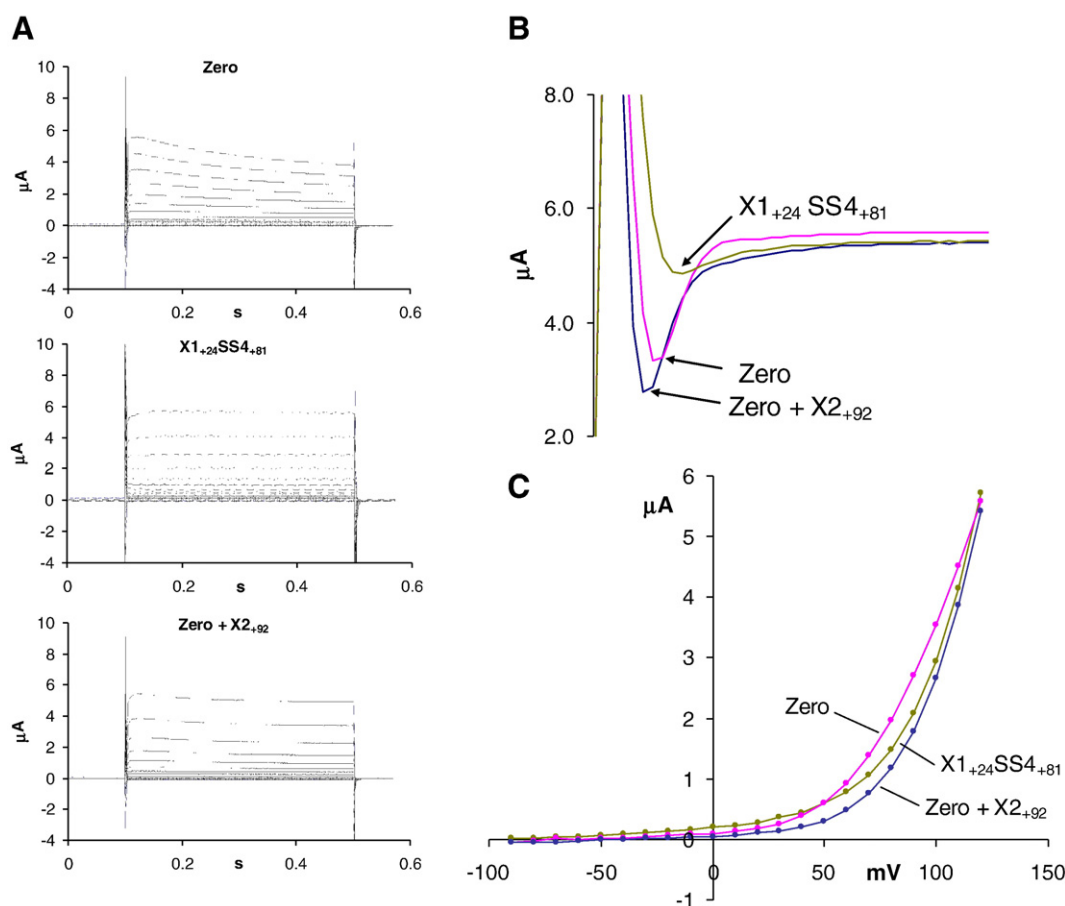 A
Zero
10
8
6
4
2
0
-2
-4
µA
0 0.2 0.4 0.6
s
X1+24SS4+81
10
8
6
4
2
0
-2
-4
µA
0 0.2 0.4 0.6
s
Zero + X2+92
10
8
6
4
2
0
-2
-4
µA
0 0.2 0.4 0.6
s
B
8.0
6.0
4.0
2.0
µA
X1+24 SS4+81
Zero
Zero + X2+92
C
µA
6
5
4
3
2
1
0
-1
-100 -50 0 50 100 150
mV
Zero
X1+24SS4+81
Zero + X2+92